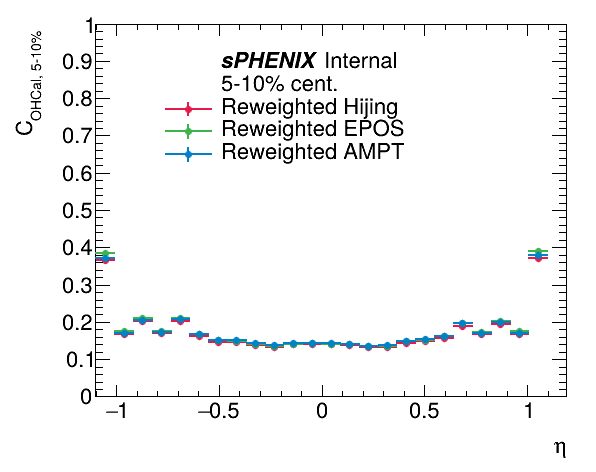 C_OHCal, 5-10%
1
0.9
0.8
0.7
0.6
0.5
0.4
0.3
0.2
0.1
0
sPHENIX Internal
5-10% cent.
Reweighted Hijing
Reweighted EPOS
Reweighted AMPT
−1 −0.5 0 0.5 1
η